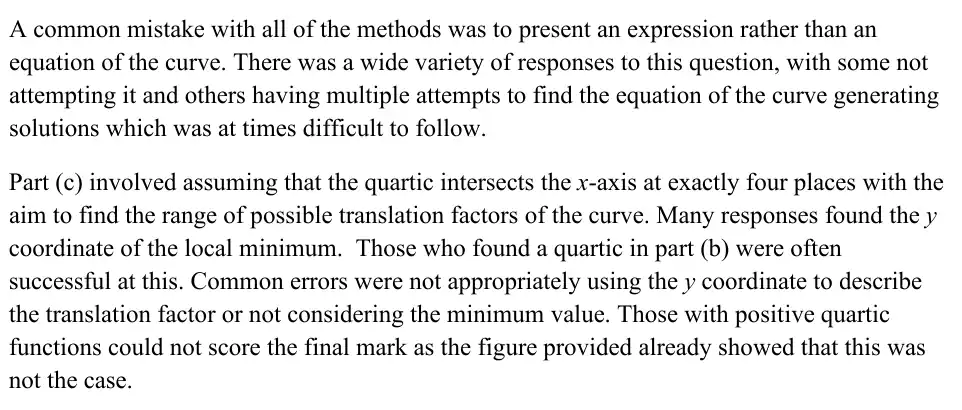 A common mistake with all of the methods was to present an expression rather than an
equation of the curve. There was a wide variety of responses to this question, with some not
attempting it and others having multiple attempts to find the equation of the curve generating
solutions which was at times difficult to follow.
Part (c) involved assuming that the quartic intersects the x-axis at exactly four places with the
aim to find the range of possible translation factors of the curve. Many responses found the y
coordinate of the local minimum.  Those who found a quartic in part (b) were often
successful at this. Common errors were not appropriately using the y coordinate to describe
the translation factor or not considering the minimum value. Those with positive quartic
functions could not score the final mark as the figure provided already showed that this was
not the case.